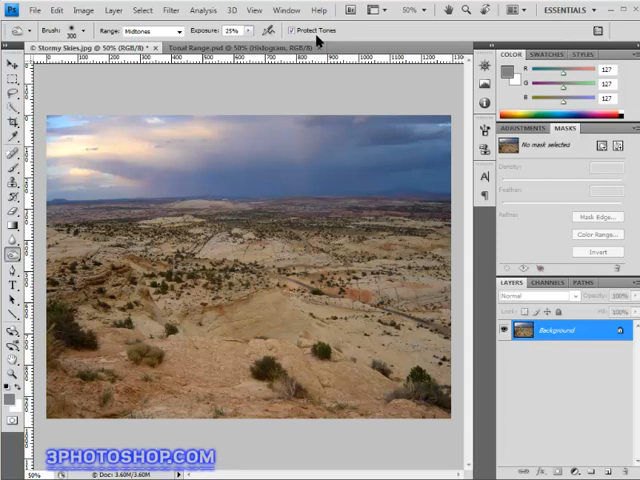 Ps File Edit Image Layer Select Filter Analysis 3D View Window Help Br 50% ESSENTIALS
Brush: 300 Range: Midtones Exposure: 25% Protect Tones
© Stormy Skies.jpg @ 50% (RGB/8) * × Tonal Range.psd @ 50% (Histogram, RGB/8) ×
COLOR SWATCHES STYLES
R 127
G 127
B 127
ADJUSTMENTS MASKS
No mask selected
Density:
Feather:
Refine: Mask Edge...
Color Range...
Invert
LAYERS CHANNELS PATHS
Normal Opacity: 100%
Lock: Fill: 100%
Background
3PHOTOSHOP.COM
50% Doc: 3.60M/3.60M